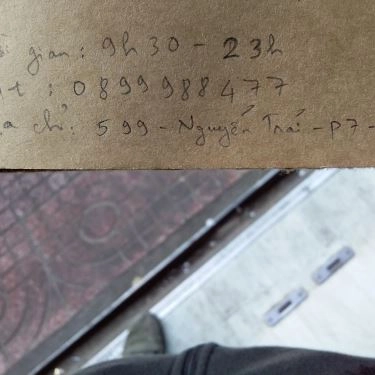 gian: 9h30 - 23h
t: 0899988477
chỉ: 599 - Nguyễn Trãi - P7 -